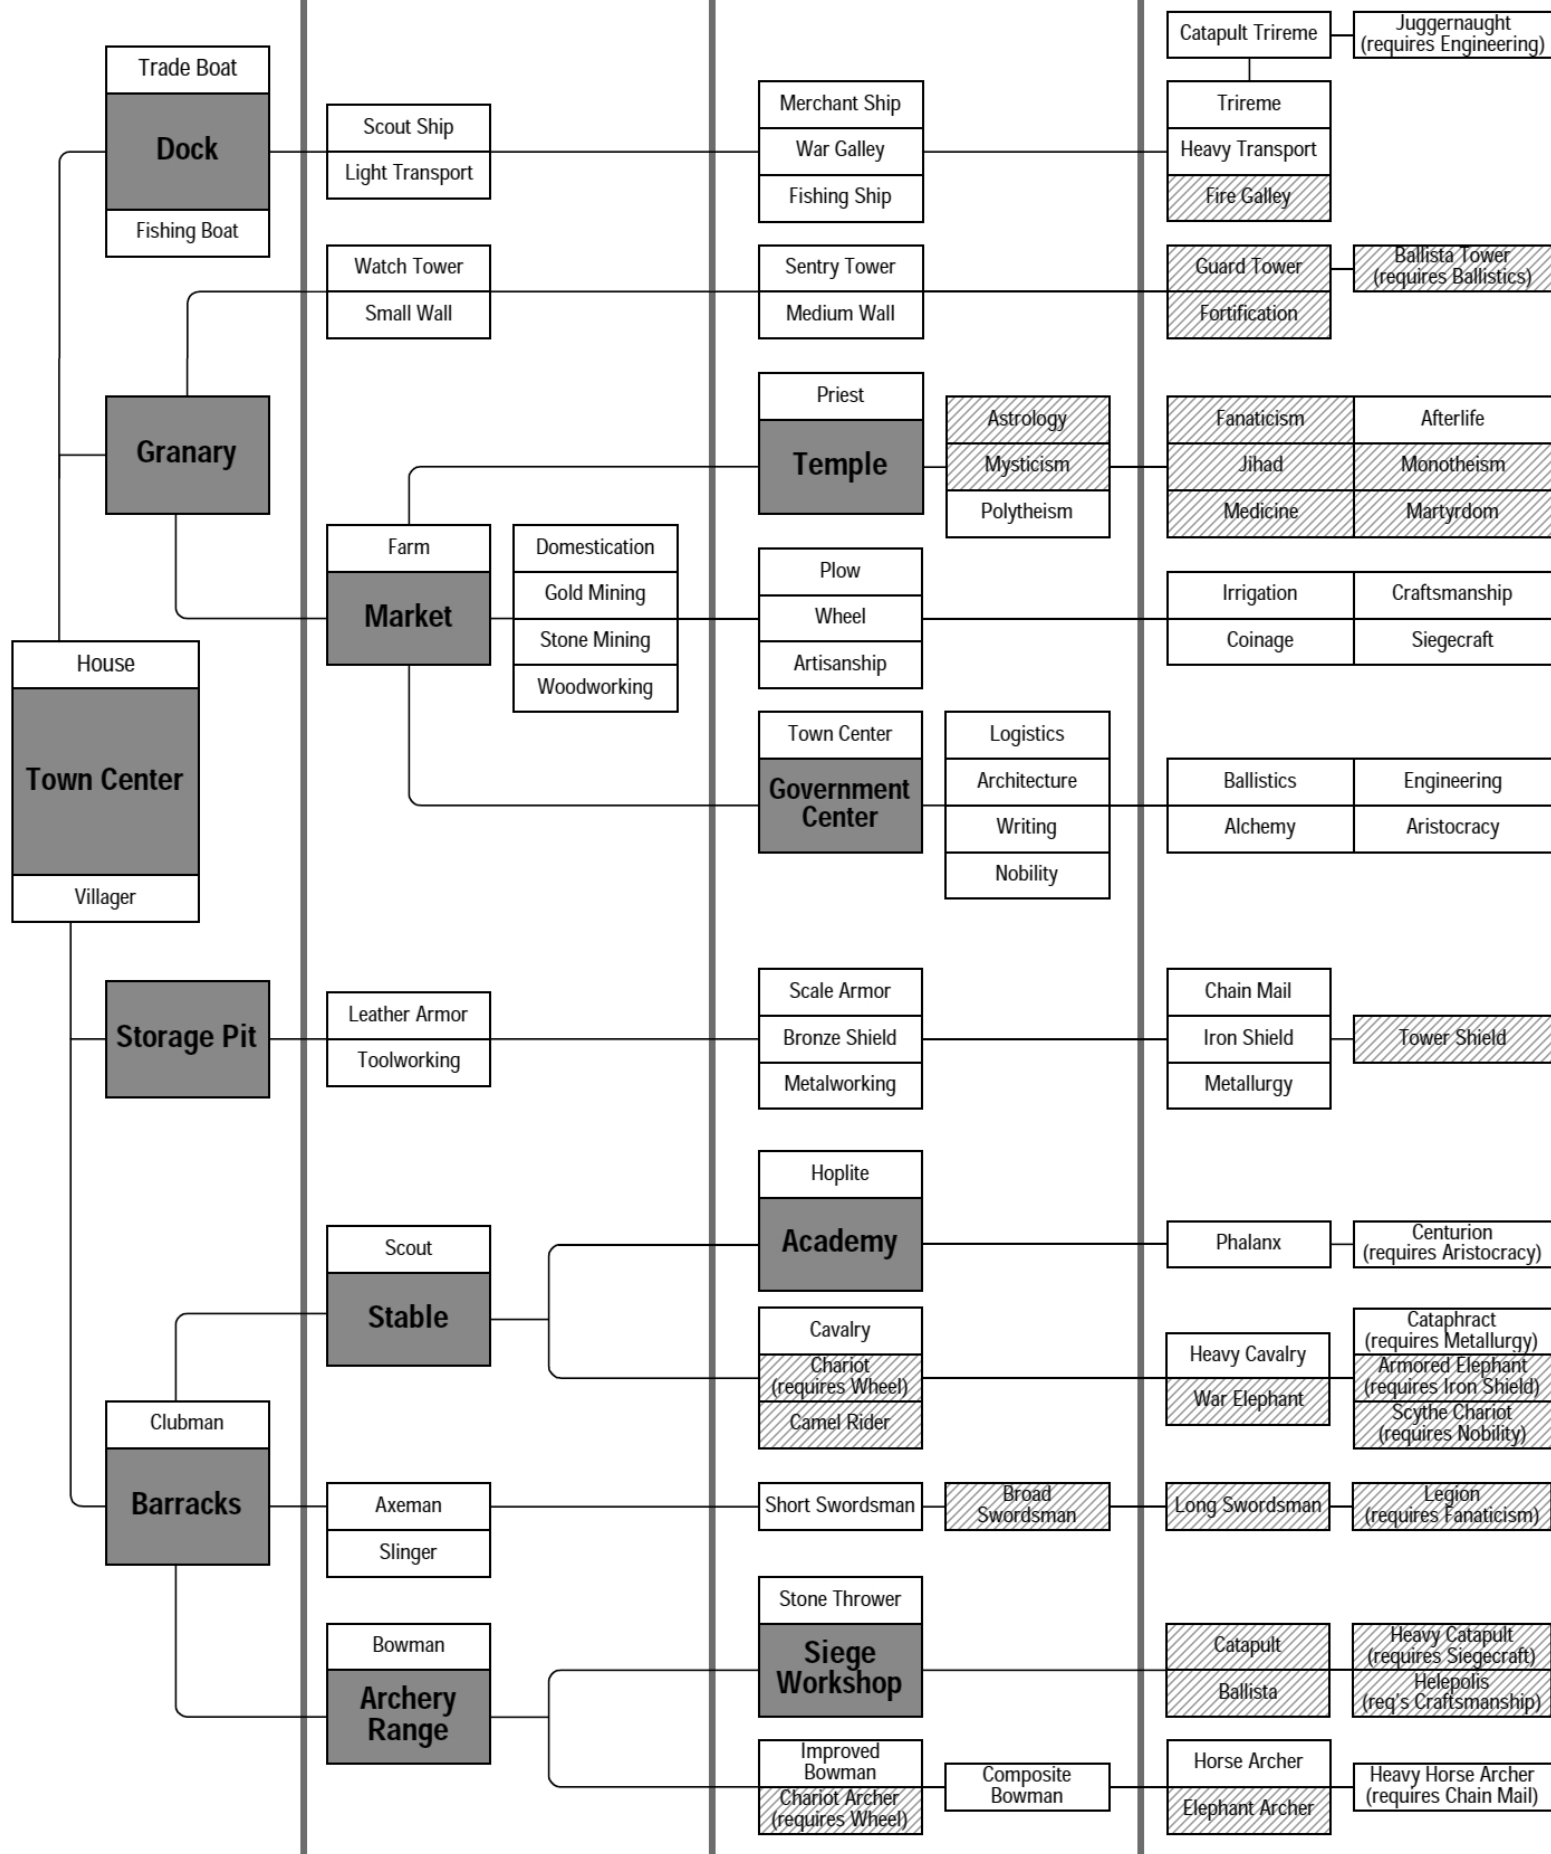 Trade Boat
Dock
Fishing Boat
Scout Ship
Light Transport
Merchant Ship
War Galley
Fishing Ship
Catapult Trireme
Juggernaught
(requires Engineering)
Trireme
Heavy Transport
Fire Galley
Granary
Watch Tower
Small Wall
Sentry Tower
Medium Wall
Guard Tower
Fortification
Ballista Tower
(requires Ballistics)
Priest
Temple
Astrology
Mysticism
Polytheism
Fanaticism
Afterlife
Jihad
Monotheism
Medicine
Martyrdom
Farm
Market
Domestication
Gold Mining
Stone Mining
Woodworking
Plow
Wheel
Artisanship
Irrigation
Craftsmanship
Coinage
Siegecraft
House
Town Center
Villager
Town Center
Government
Center
Logistics
Architecture
Writing
Nobility
Ballistics
Engineering
Alchemy
Aristocracy
Storage Pit
Leather Armor
Toolworking
Scale Armor
Bronze Shield
Metalworking
Chain Mail
Iron Shield
Metallurgy
Tower Shield
Scout
Stable
Hoplite
Academy
Phalanx
Centurion
(requires Aristocracy)
Cavalry
Chariot
(requires Wheel)
Camel Rider
Heavy Cavalry
War Elephant
Cataphract
(requires Metallurgy)
Armored Elephant
(requires Iron Shield)
Scythe Chariot
(requires Nobility)
Clubman
Barracks
Axeman
Slinger
Short Swordsman
Broad
Swordsman
Long Swordsman
Legion
(requires Fanaticism)
Bowman
Archery
Range
Stone Thrower
Siege
Workshop
Catapult
Ballista
Heavy Catapult
(requires Siegecraft)
Helepolis
(req's Craftsmanship)
Improved
Bowman
Chariot Archer
(requires Wheel)
Composite
Bowman
Horse Archer
Elephant Archer
Heavy Horse Archer
(requires Chain Mail)